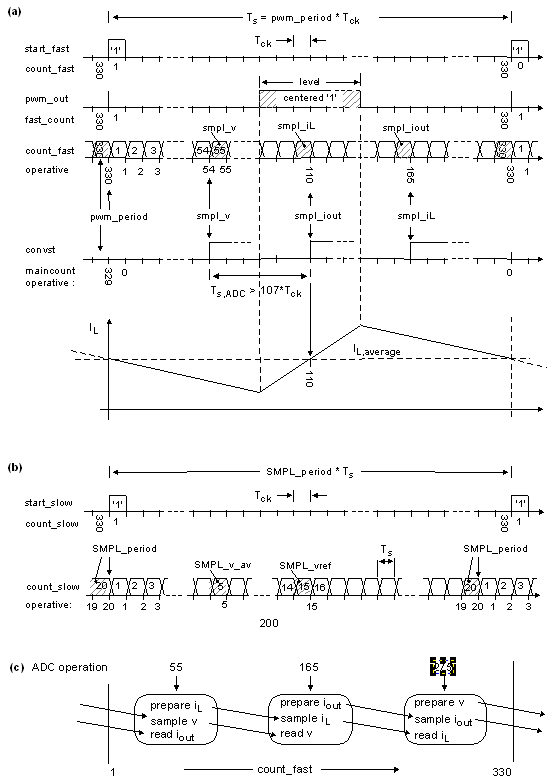 (a)
T_s = pwm_period * T_ck
start_fast
'1'
T_ck
'1'
count_fast
330
1
330
0
level
pwm_out
centered '1'
fast_count
330
1
smpl_v
smpl_iL
smpl_iout
count_fast
330
1
2
3
54
55
330
1
operative
330
1
2
3
54
55
110
165
330
1
pwm_period
smpl_v
smpl_iout
smpl_iL
convst
maincount
operative :
329
0
0
T_s,ADC > 107*T_ck
I_L
I_L,average
110
(b)
SMPL_period * T_s
start_slow
'1'
T_ck
'1'
count_slow
330
1
330
1
SMPL_period
SMPL_v_av
SMPL_vref
T_s
SMPL_period
count_slow
20
1
2
3
5
14
15
16
20
1
2
3
operative:
19
20
1
2
3
5
15
19
20
1
2
3
200
(c)
ADC operation
55
165
prepare i_L
sample v
read i_out
prepare i_out
sample i_L
read v
prepare v
sample i_out
read i_L
1
count_fast
330